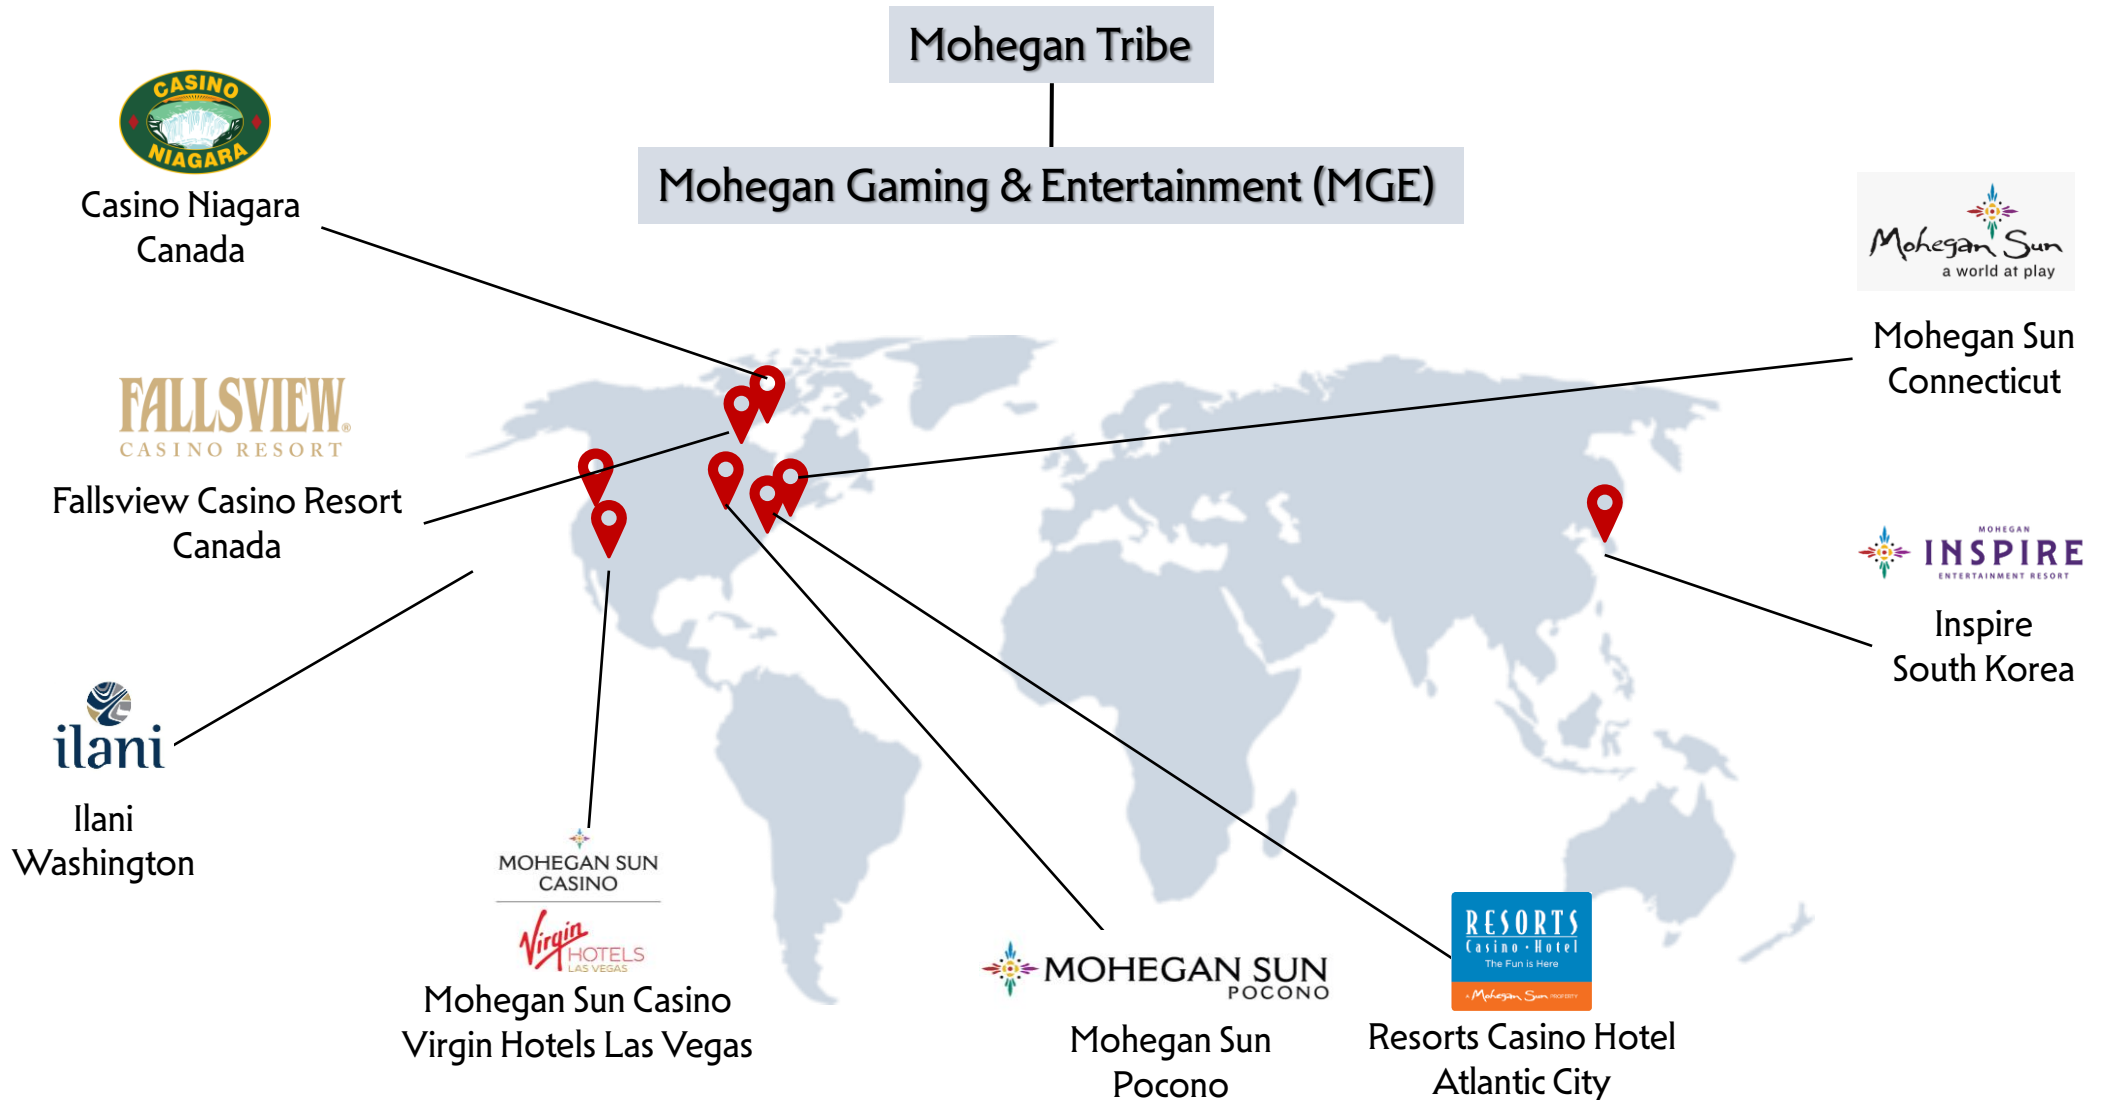 Mohegan Tribe
Mohegan Gaming & Entertainment (MGE)
CASINO
NIAGARA
Casino Niagara
Canada
Mohegan Sun
a world at play
Mohegan Sun
Connecticut
FALLSVIEW®
CASINO RESORT
Fallsview Casino Resort
Canada
MOHEGAN
INSPIRE
ENTERTAINMENT RESORT
Inspire
South Korea
ilani
Ilani
Washington
MOHEGAN SUN
CASINO
Virgin
HOTELS
LAS VEGAS
Mohegan Sun Casino
Virgin Hotels Las Vegas
MOHEGAN SUN
POCONO
Mohegan Sun
Pocono
RESORTS
Casino • Hotel
The Fun is Here
A Mohegan Sun PROPERTY
Resorts Casino Hotel
Atlantic City